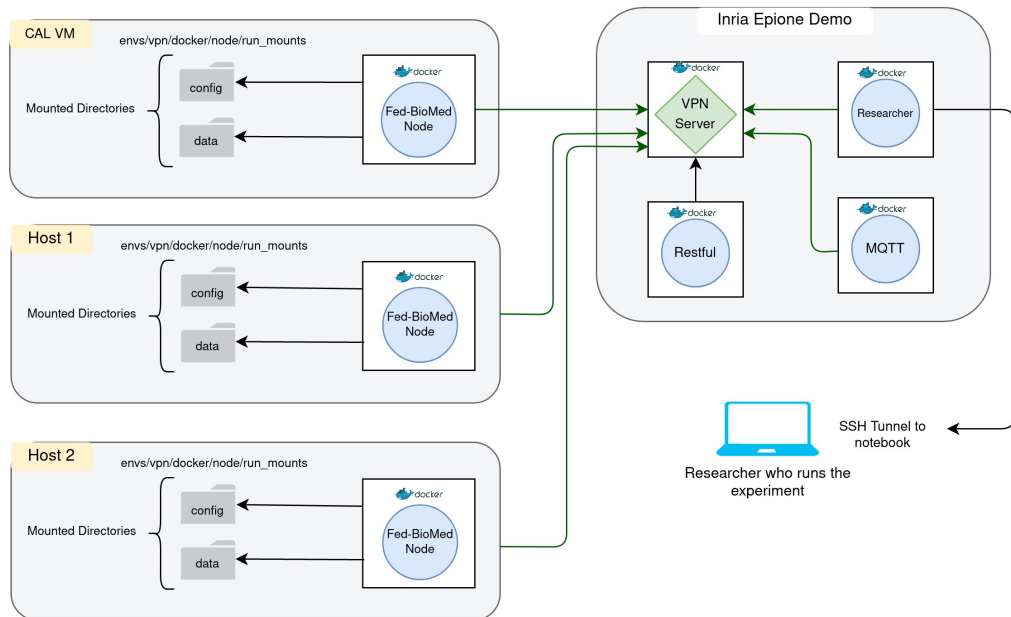 CAL VM
envs/vpn/docker/node/run_mounts
Mounted Directories
config
data
docker
Fed-BioMed
Node
Host 1
envs/vpn/docker/node/run_mounts
Mounted Directories
config
data
docker
Fed-BioMed
Node
Host 2
envs/vpn/docker/node/run_mounts
Mounted Directories
config
data
docker
Fed-BioMed
Node
Inria Epione Demo
docker
VPN
Server
docker
Researcher
docker
Restful
docker
MQTT
SSH Tunnel to
notebook
Researcher who runs the
experiment